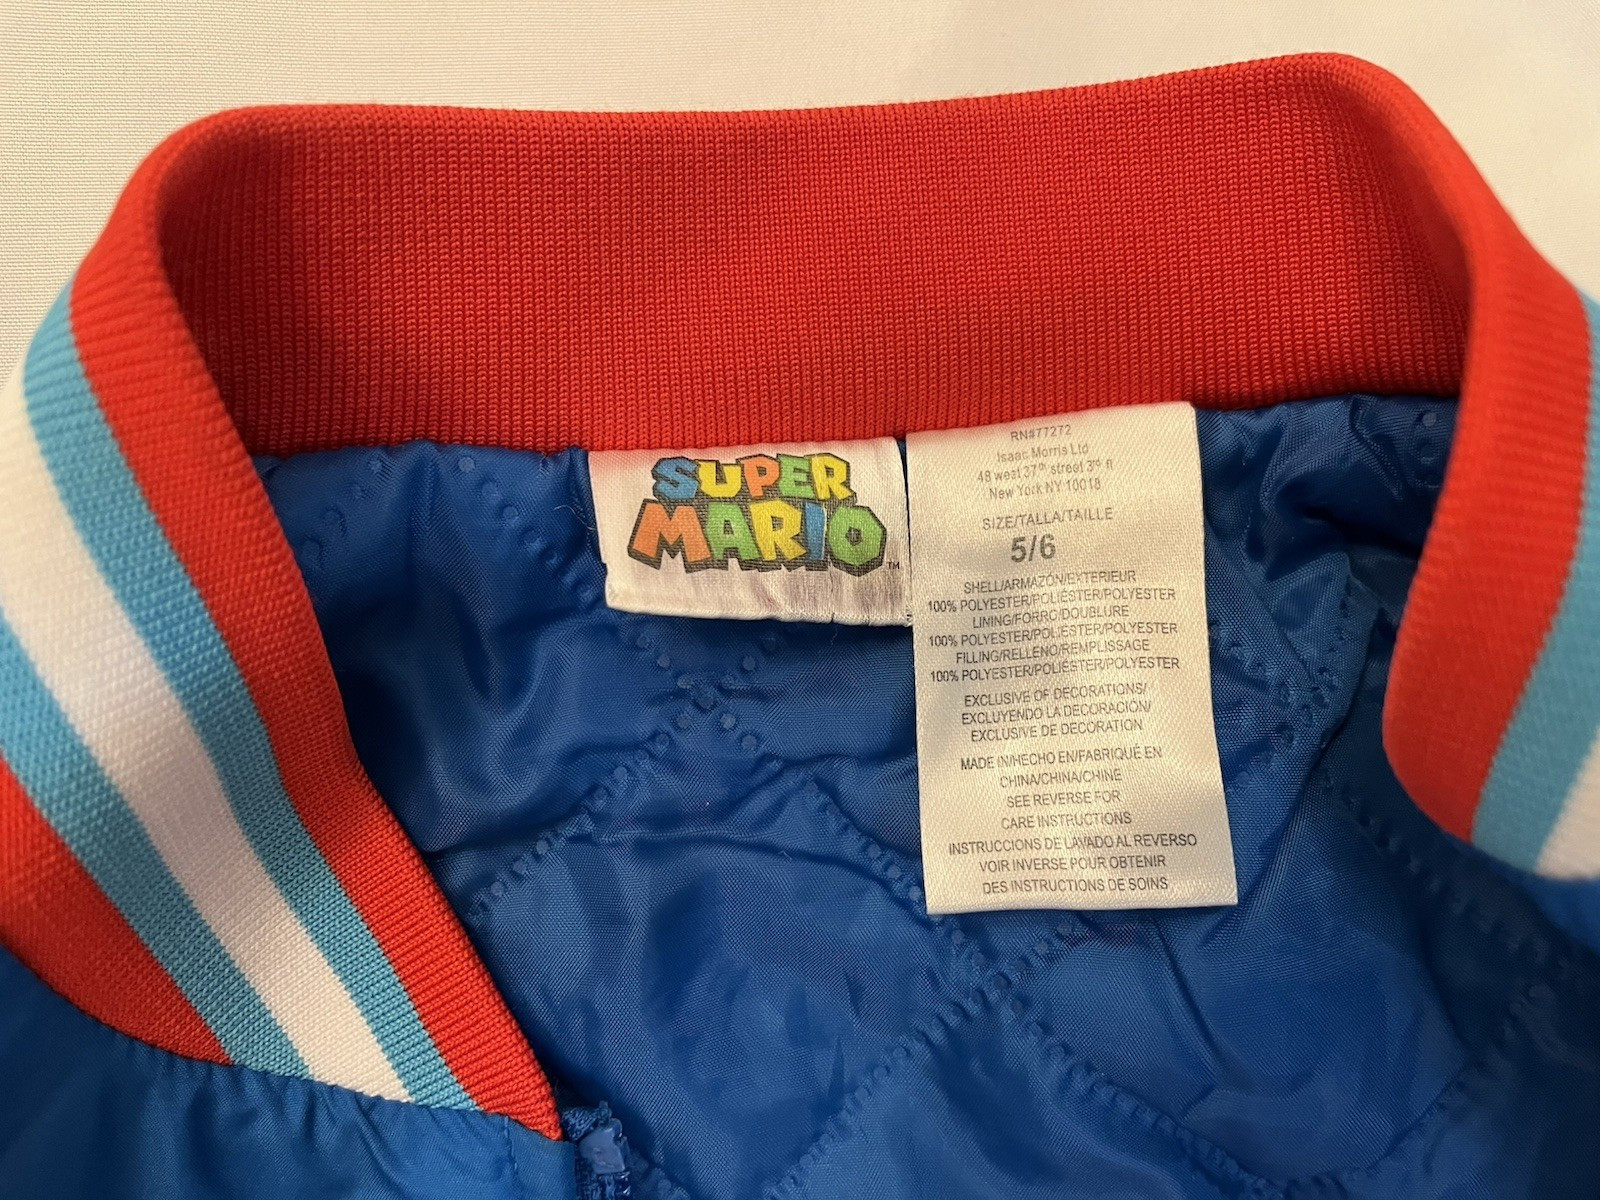 SUPER
MARIO
TM
RN#77272
Isaac Morris Ltd
48 west 37th street 3rd fl
New York NY 10018
SIZE/TALLA/TAILLE
5/6
SHELL/ARMAZÓN/EXTERIEUR
100% POLYESTER/POLIÉSTER/POLYESTER
LINING/FORRO/DOUBLURE
100% POLYESTER/POLIÉSTER/POLYESTER
FILLING/RELLENO/REMPLISSAGE
100% POLYESTER/POLIÉSTER/POLYESTER
EXCLUSIVE OF DECORATIONS/
EXCLUYENDO LA DECORACIÓN/
EXCLUSIVE DE DECORATION
MADE IN/HECHO EN/FABRIQUÉ EN
CHINA/CHINA/CHINE
SEE REVERSE FOR
CARE INSTRUCTIONS
INSTRUCCIONS DE LAVADO AL REVERSO
VOIR INVERSE POUR OBTENIR
DES INSTRUCTIONS DE SOINS